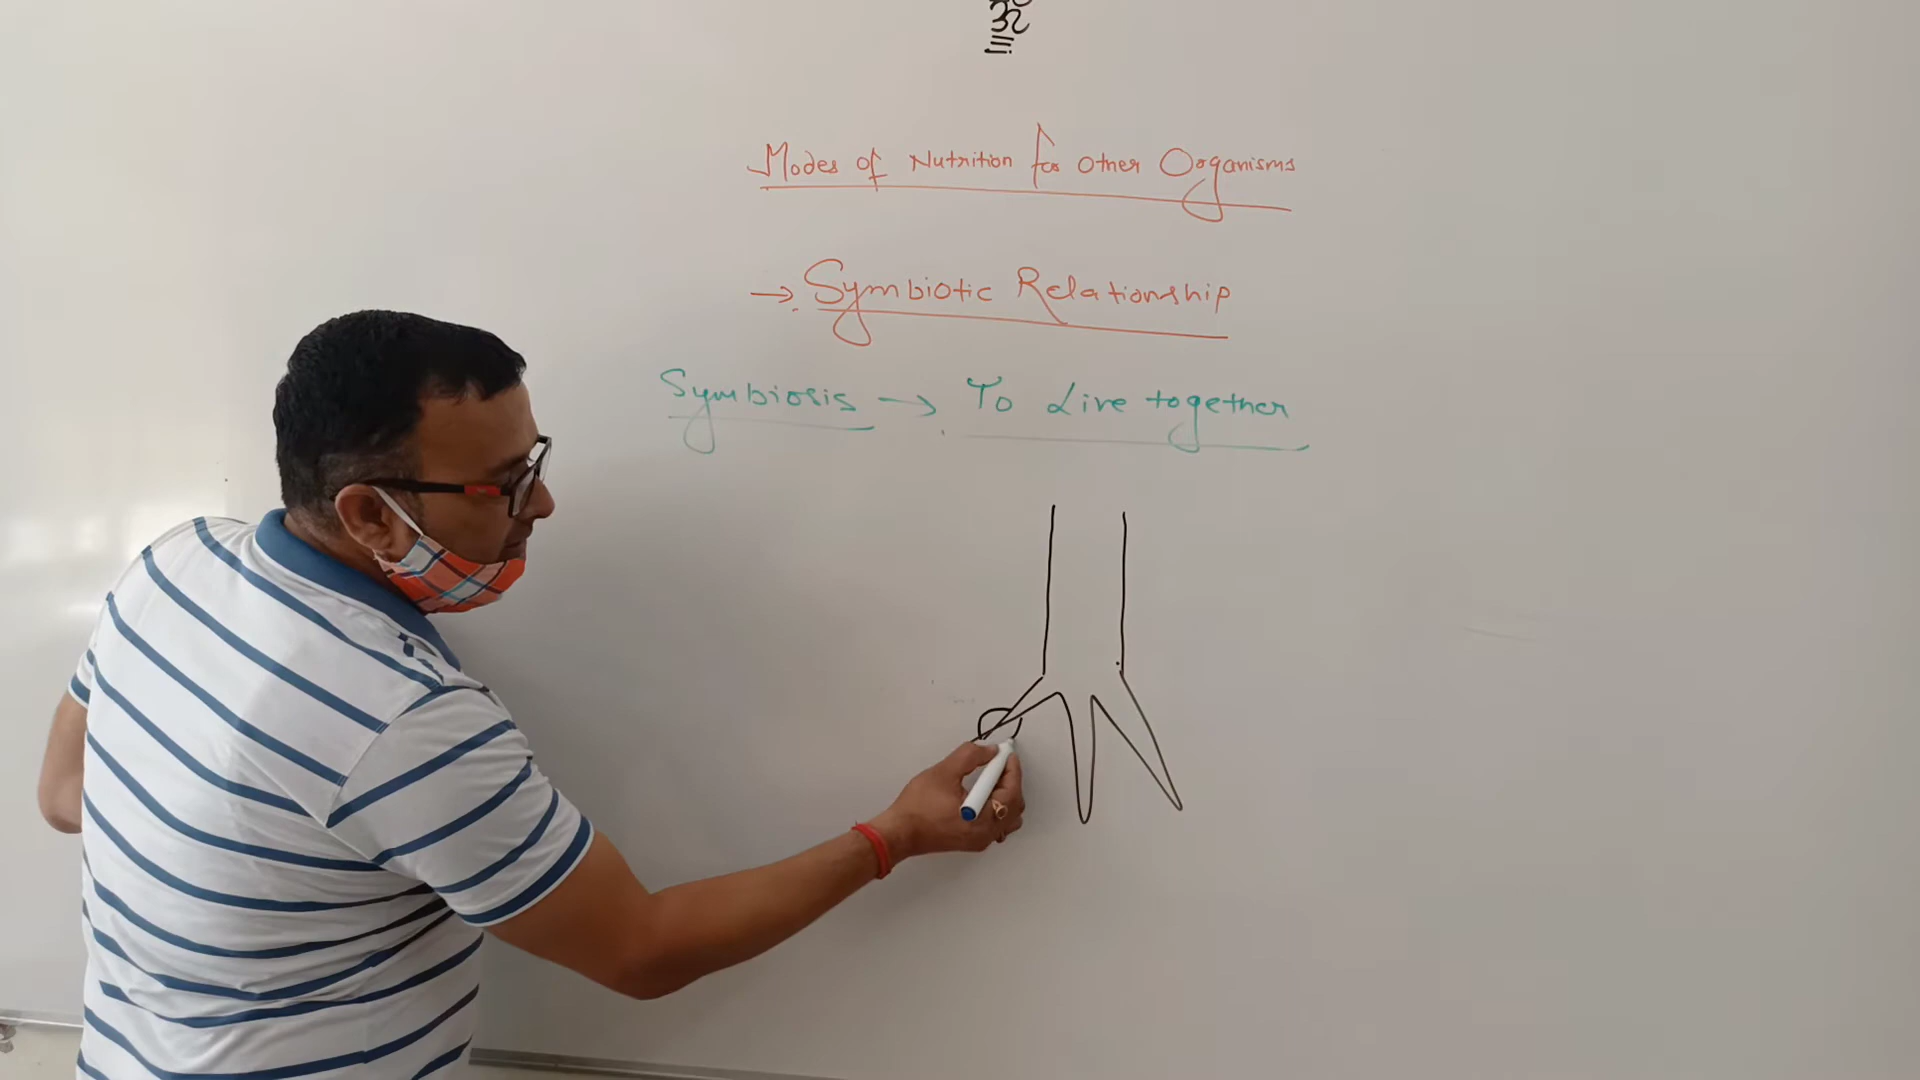 ॐ
Modes of Nutrition for Other Organisms
→ Symbiotic Relationship
Symbiosis → To Live together